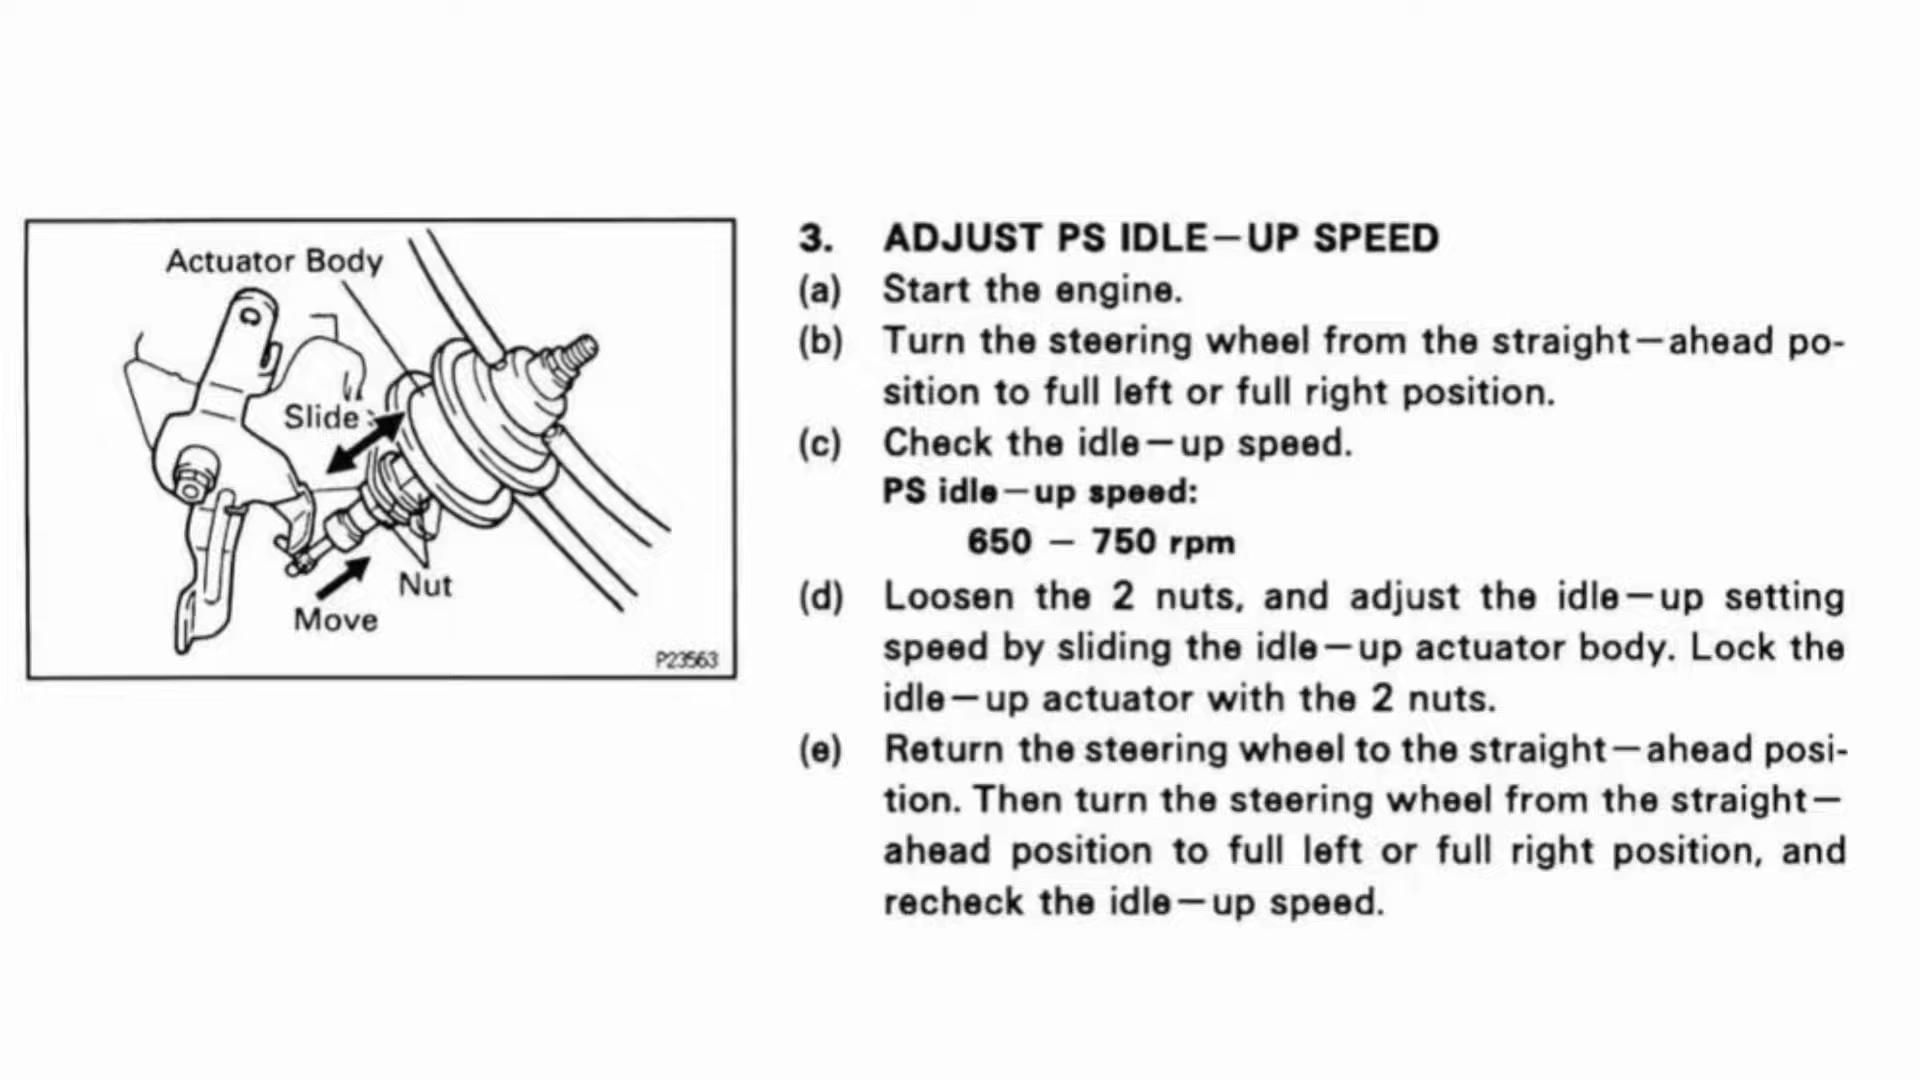 Actuator Body
Slide
Nut
Move
P23563
3. ADJUST PS IDLE—UP SPEED
(a) Start the engine.
(b) Turn the steering wheel from the straight—ahead po-
sition to full left or full right position.
(c) Check the idle—up speed.
PS idle—up speed:
650 — 750 rpm
(d) Loosen the 2 nuts, and adjust the idle—up setting
speed by sliding the idle—up actuator body. Lock the
idle—up actuator with the 2 nuts.
(e) Return the steering wheel to the straight—ahead posi-
tion. Then turn the steering wheel from the straight—
ahead position to full left or full right position, and
recheck the idle—up speed.